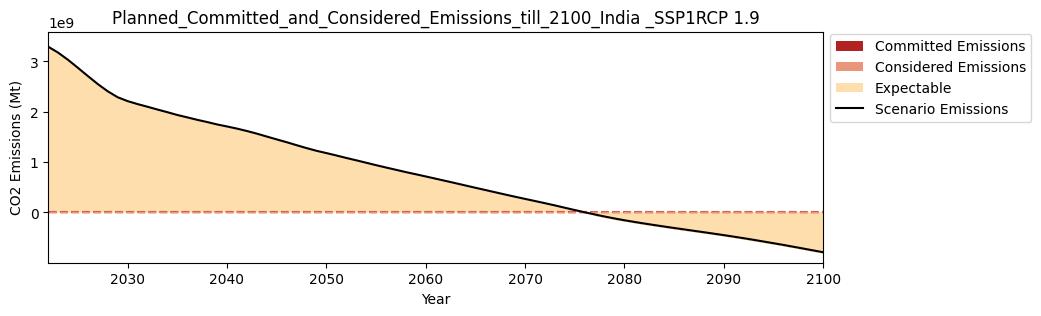 Planned_Committed_and_Considered_Emissions_till_2100_India _SSP1RCP 1.9
1e9
3
2
1
0
CO2 Emissions (Mt)
2030 2040 2050 2060 2070 2080 2090 2100
Year
Committed Emissions
Considered Emissions
Expectable
Scenario Emissions